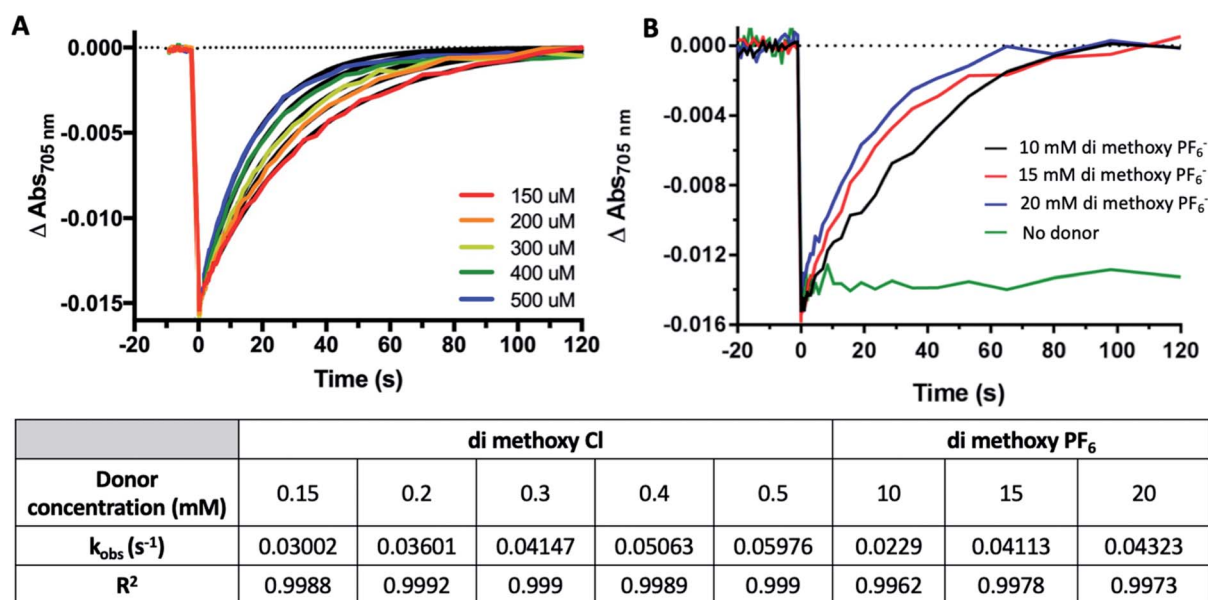 A
0.000
-0.005
-0.010
-0.015
Δ Abs705 nm
150 uM
200 uM
300 uM
400 uM
500 uM
-20 0 20 40 60 80 100 120
Time (s)
B
0.000
-0.004
-0.008
-0.012
-0.016
Δ Abs705 nm
10 mM di methoxy PF6-
15 mM di methoxy PF6-
20 mM di methoxy PF6-
No donor
-20 0 20 40 60 80 100 120
Time (s)
di methoxy Cl di methoxy PF6
Donor
concentration (mM) 0.15 0.2 0.3 0.4 0.5 10 15 20
kobs (s-1) 0.03002 0.03601 0.04147 0.05063 0.05976 0.0229 0.04113 0.04323
R2 0.9988 0.9992 0.999 0.9989 0.999 0.9962 0.9978 0.9973